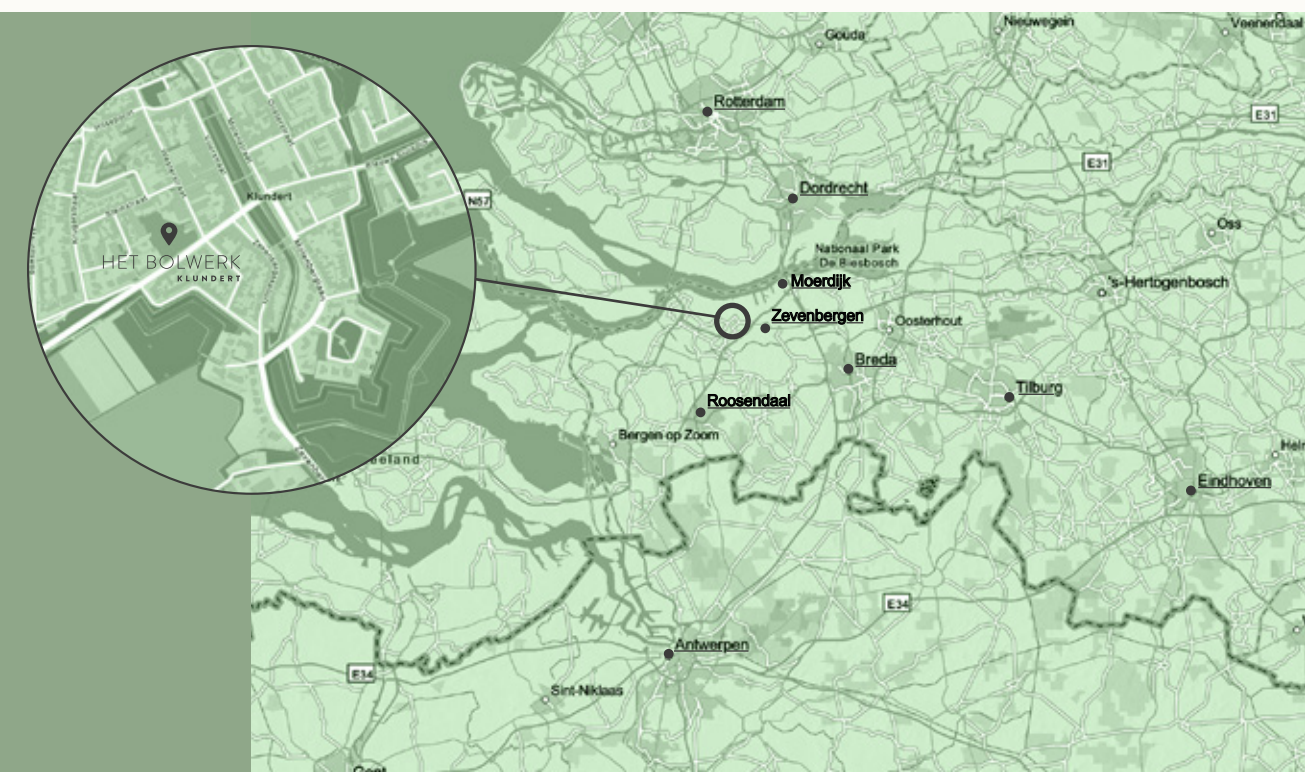 Nieuwegein
Veenendaal
Gouda
Rotterdam
E31
E31
Klundert
Dordrecht
N57
HET BOLWERK
KLUNDERT
Oss
Nationaal Park
De Biesbosch
Moerdijk
's-Hertogenbosch
Zevenbergen
Oosterhout
Breda
Tilburg
Roosendaal
Bergen op Zoom
eeland
Eindhoven
E34
Antwerpen
E34
Sint-Niklaas